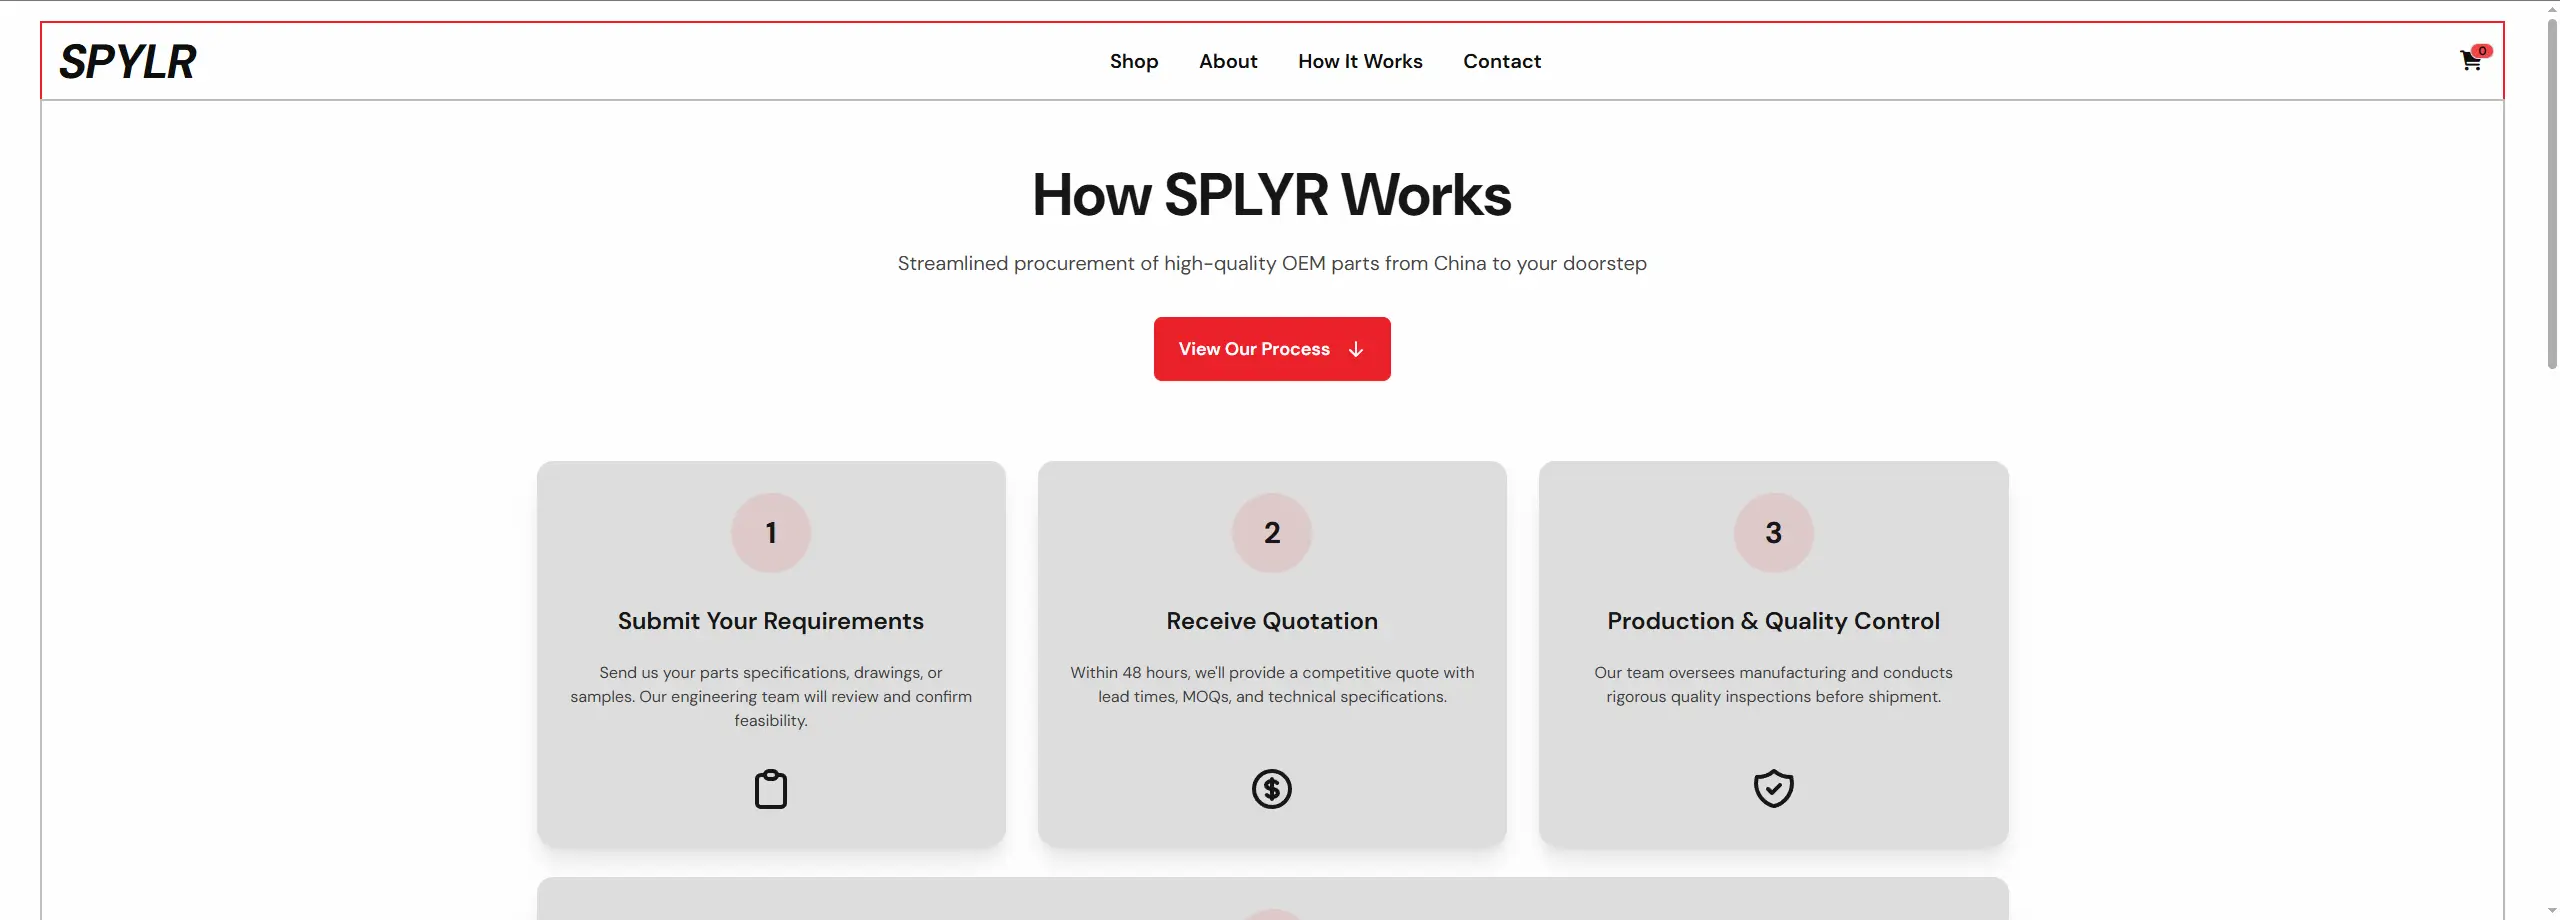 SPYLR
Shop About How It Works Contact
0
How SPLYR Works
Streamlined procurement of high-quality OEM parts from China to your doorstep
View Our Process
1
Submit Your Requirements
Send us your parts specifications, drawings, or
samples. Our engineering team will review and confirm
feasibility.
2
Receive Quotation
Within 48 hours, we'll provide a competitive quote with
lead times, MOQs, and technical specifications.
3
Production & Quality Control
Our team oversees manufacturing and conducts
rigorous quality inspections before shipment.